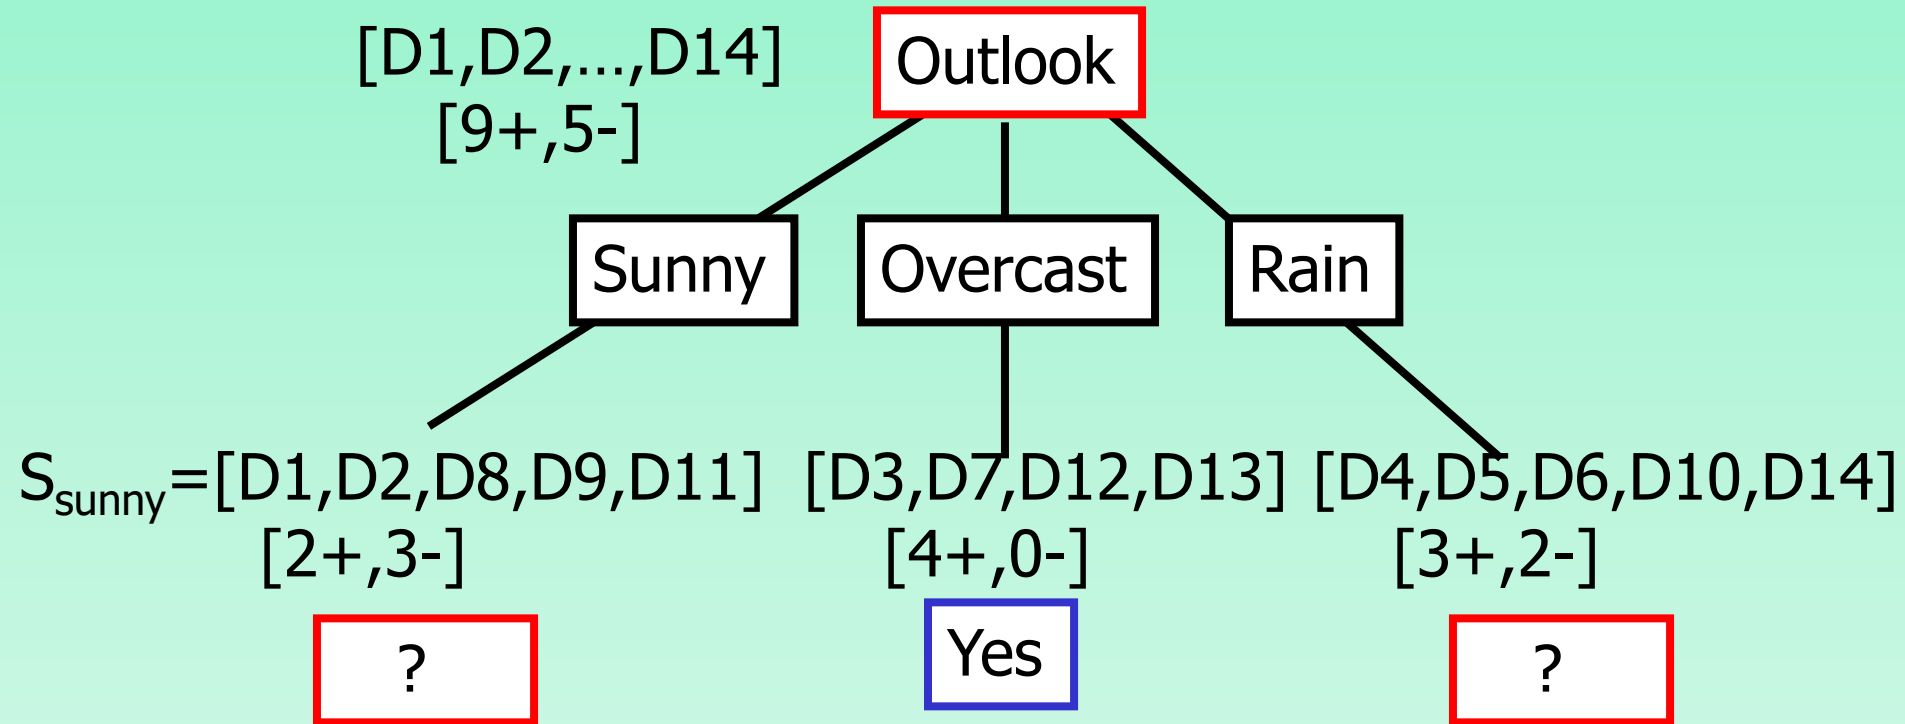 [D1,D2,…,D14]
[9+,5-]
Outlook
Sunny
Overcast
Rain
Ssunny=[D1,D2,D8,D9,D11]
[2+,3-]
?
[D3,D7,D12,D13]
[4+,0-]
Yes
[D4,D5,D6,D10,D14]
[3+,2-]
?